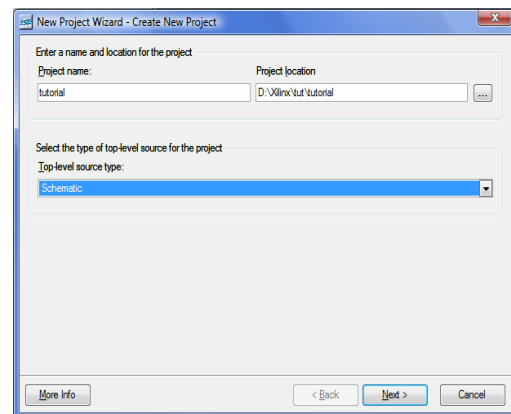 ISE New Project Wizard - Create New Project
X
Enter a name and location for the project
Project name:
Project location
tutorial
D:\Xilinx\tut\tutorial
...
Select the type of top-level source for the project
Top-level source type:
Schematic
More Info
< Back
Next >
Cancel